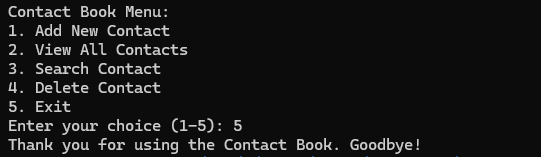 Contact Book Menu:
1. Add New Contact
2. View All Contacts
3. Search Contact
4. Delete Contact
5. Exit
Enter your choice (1-5): 5
Thank you for using the Contact Book. Goodbye!